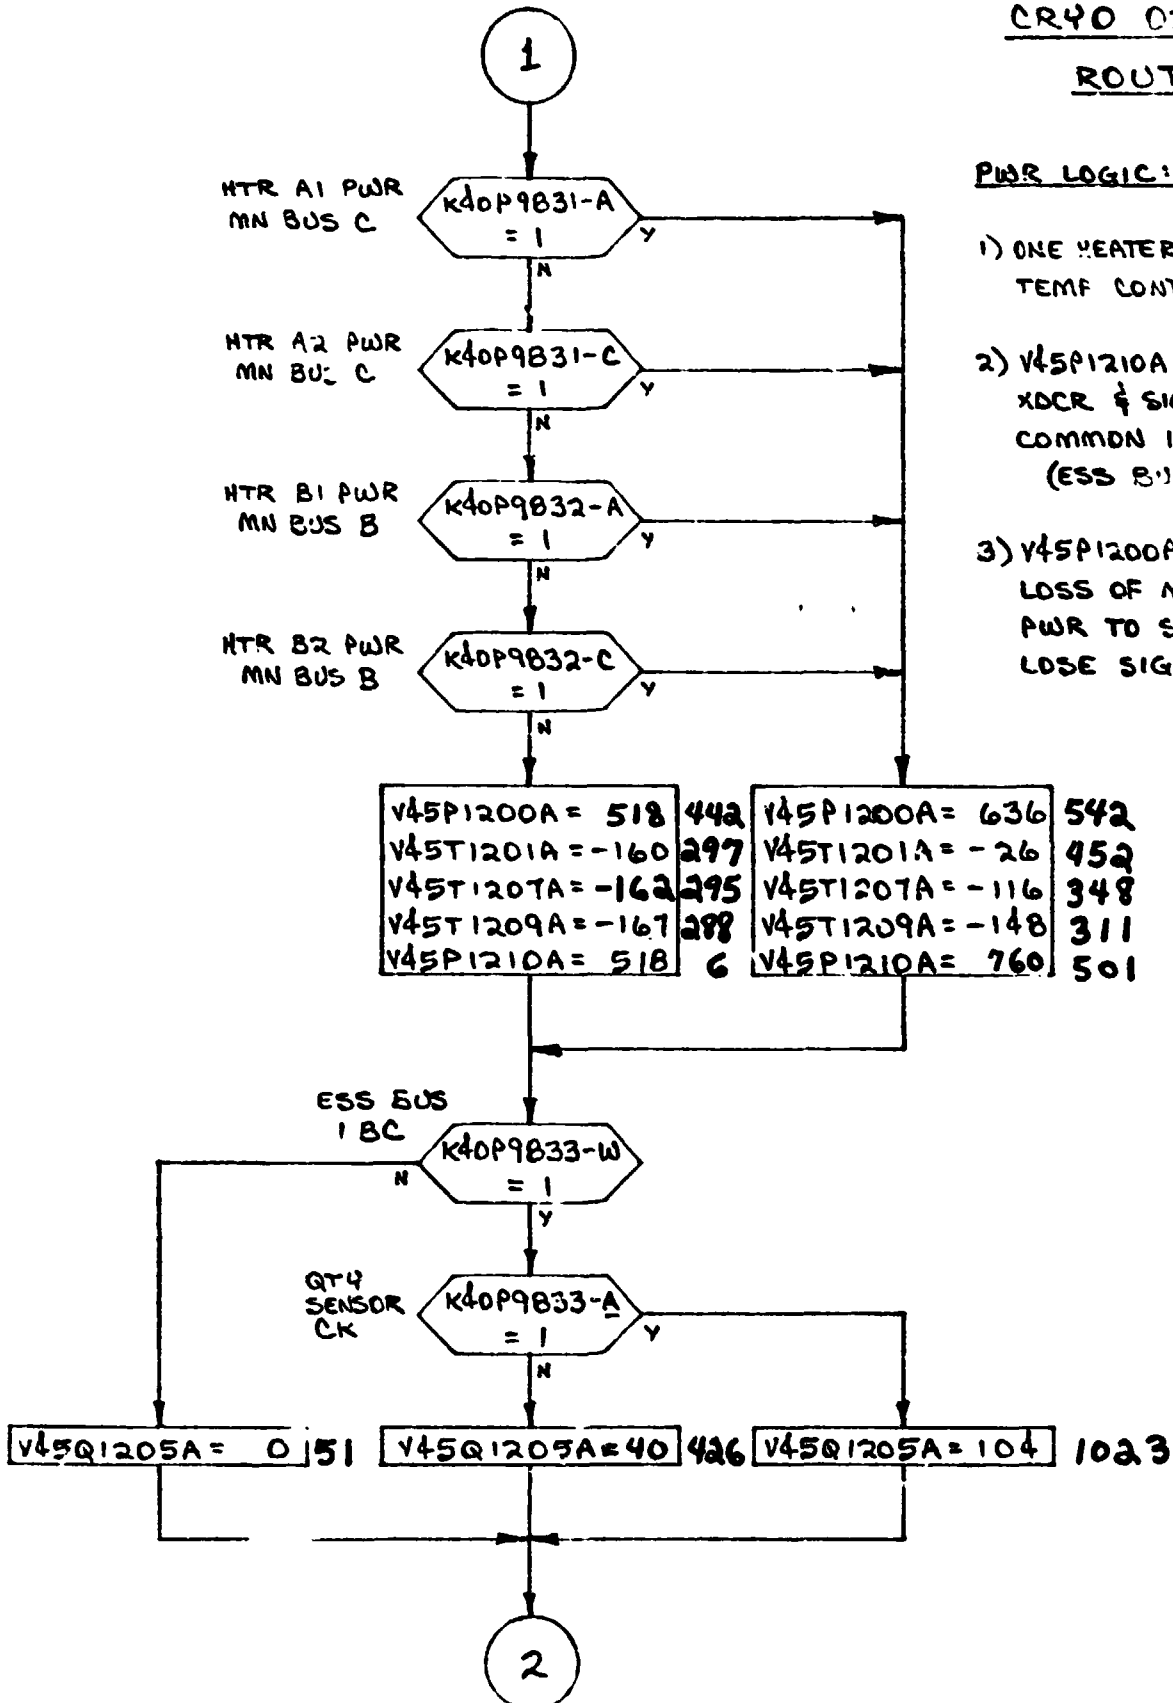 CRYO O
ROUT
1
PWR LOGIC:
HTR A1 PWR
MN BUS C
K40P9831-A
= 1
Y
N
1) ONE HEATER
TEMP CONT
HTR A2 PWR
MN BUS C
K40P9831-C
= 1
Y
N
2) V45P1210A
XDCR & SIG
COMMON
(ESS BU
HTR B1 PWR
MN BUS B
K40P9832-A
= 1
Y
N
3) V45P1200A
LOSS OF
PWR TO S
LOSE SIG
HTR B2 PWR
MN BUS B
K40P9832-C
= 1
Y
N
V45P1200A = 518 442
V45T1201A = -160 297
V45T1207A = -162 295
V45T1209A = -167 288
V45P1210A = 518 6
V45P1200A = 636 542
V45T1201A = -26 452
V45T1207A = -116 348
V45T1209A = -148 311
V45P1210A = 760 501
ESS BUS
1 BC
K40P9833-W
= 1
N
Y
QTY
SENSOR
CK
K40P9833-A
= 1
Y
N
V45Q1205A = 0 51
V45Q1205A = 40 426
V45Q1205A = 104 1023
2